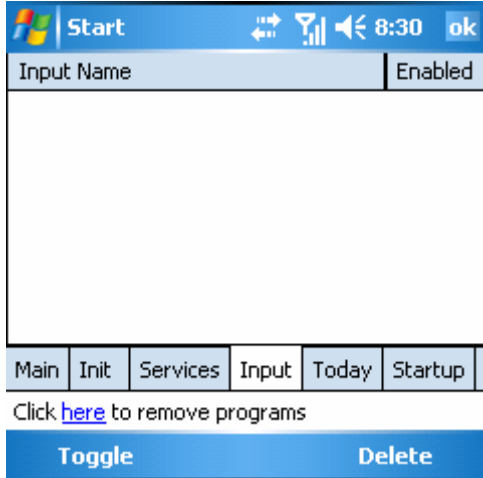 Start 8:30 ok
Input Name Enabled
Main Init Services Input Today Startup
Click here to remove programs
Toggle Delete